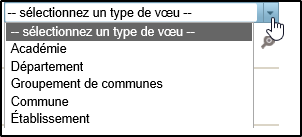 -- sélectionnez un type de vœu --
-- sélectionnez un type de vœu --
Académie
Département
Groupement de communes
Commune
Établissement